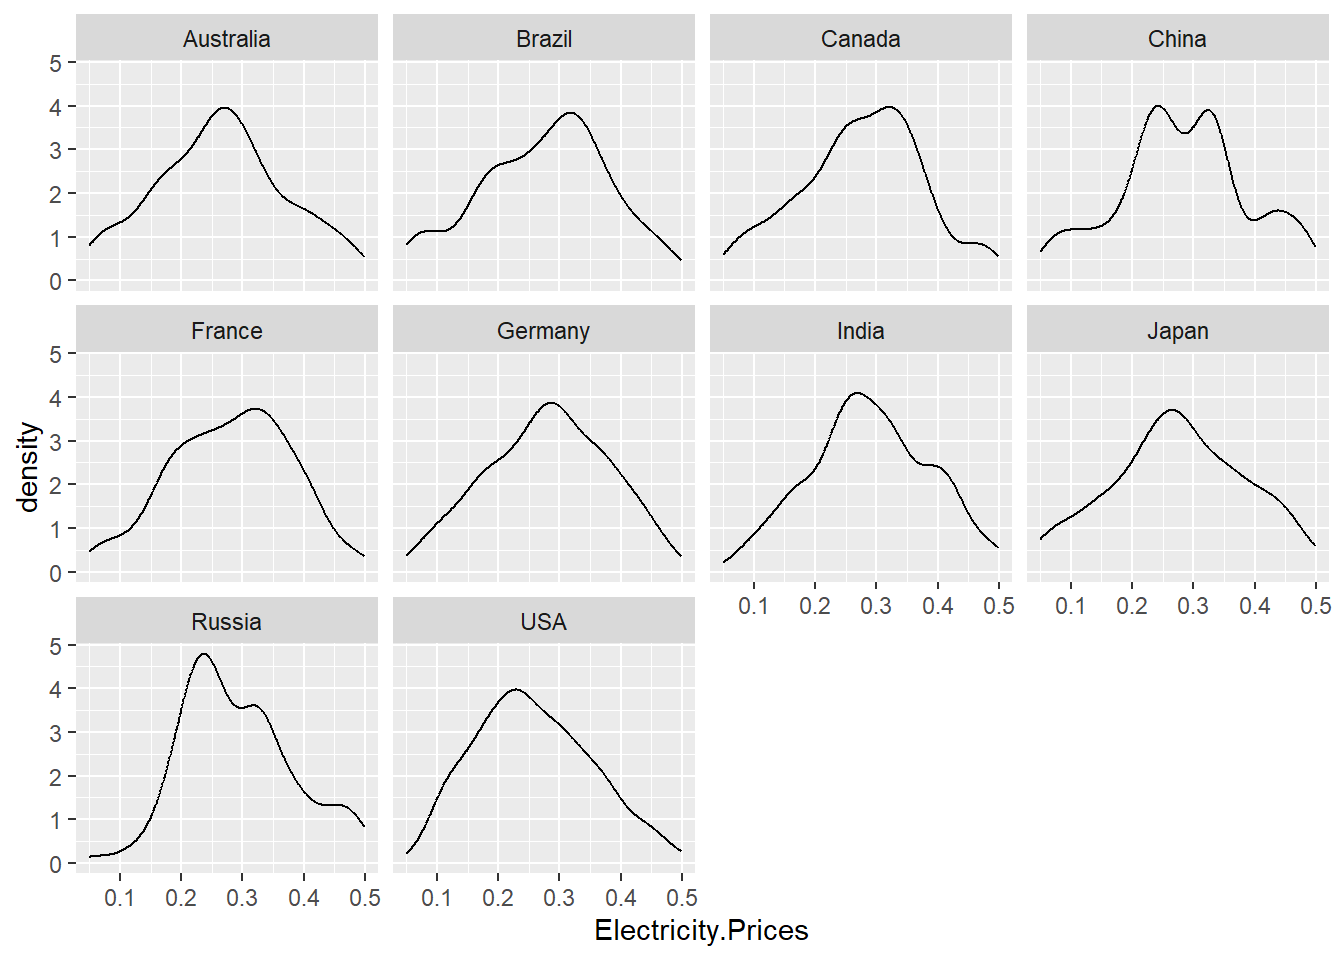 Australia Brazil Canada China
5
4
3
2
1
0
France Germany India Japan
5
4
3
2
1
0
0.1 0.2 0.3 0.4 0.5 0.1 0.2 0.3 0.4 0.5
Russia USA
5
4
3
2
1
0
0.1 0.2 0.3 0.4 0.5 0.1 0.2 0.3 0.4 0.5
density
Electricity.Prices